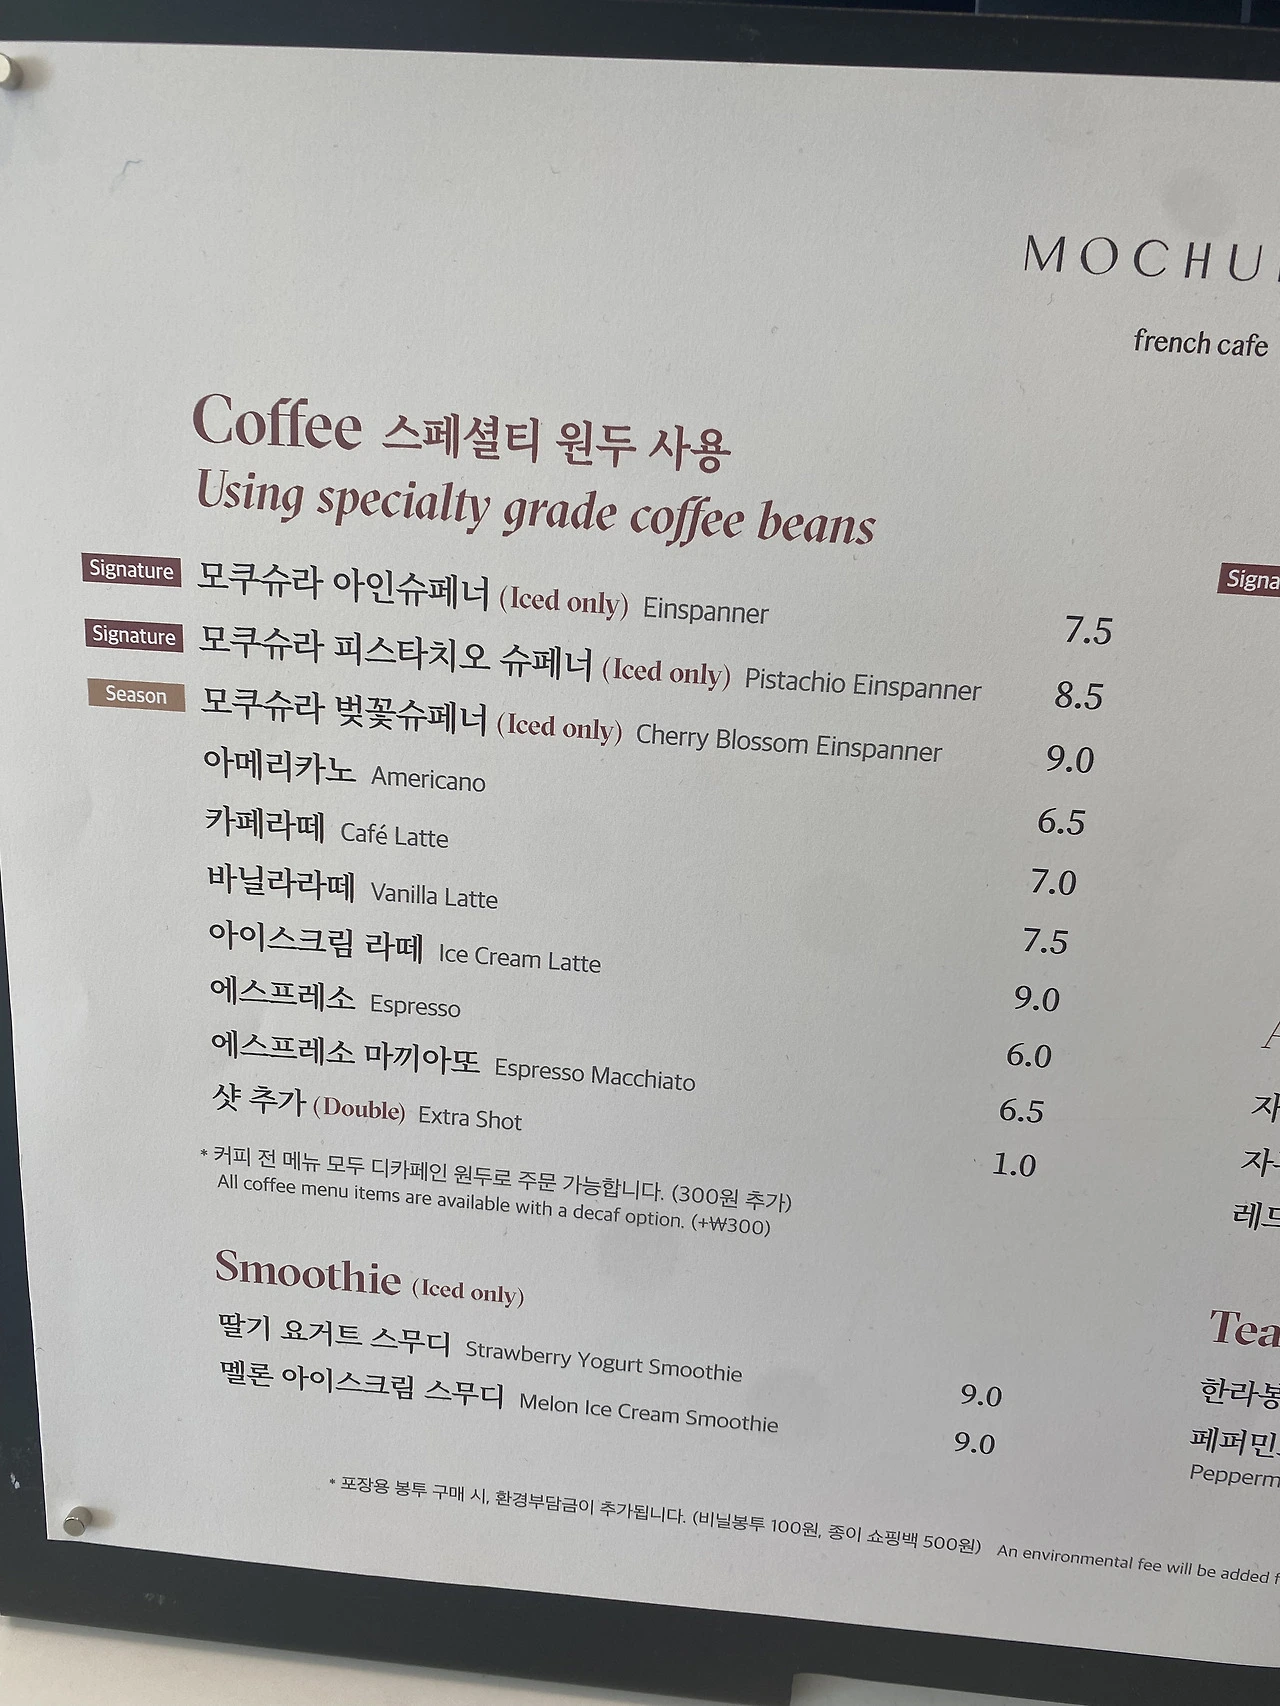 MOCHU
french cafe
Coffee 스페셜티 원두 사용
Using specialty grade coffee beans
Signature 모쿠슈라 아인슈페너 (Iced only) Einspanner 7.5
Signature 모쿠슈라 피스타치오 슈페너 (Iced only) Pistachio Einspanner 8.5
Season 모쿠슈라 벚꽃슈페너 (Iced only) Cherry Blossom Einspanner 9.0
아메리카노 Americano 6.5
카페라떼 Café Latte 7.0
바닐라라떼 Vanilla Latte 7.5
아이스크림 라떼 Ice Cream Latte 9.0
에스프레소 Espresso 6.0
에스프레소 마끼아또 Espresso Macchiato 6.5
샷 추가 (Double) Extra Shot 1.0
* 커피 전 메뉴 모두 디카페인 원두로 주문 가능합니다. (300원 추가)
All coffee menu items are available with a decaf option. (+₩300)
Smoothie (Iced only)
딸기 요거트 스무디 Strawberry Yogurt Smoothie 9.0
멜론 아이스크림 스무디 Melon Ice Cream Smoothie 9.0
* 포장용 봉투 구매 시, 환경부담금이 추가됩니다. (비닐봉투 100원, 종이 쇼핑백 500원) An environmental fee will be added
Signa
자
레드
Tea
한라봉
페퍼민
Pepperm